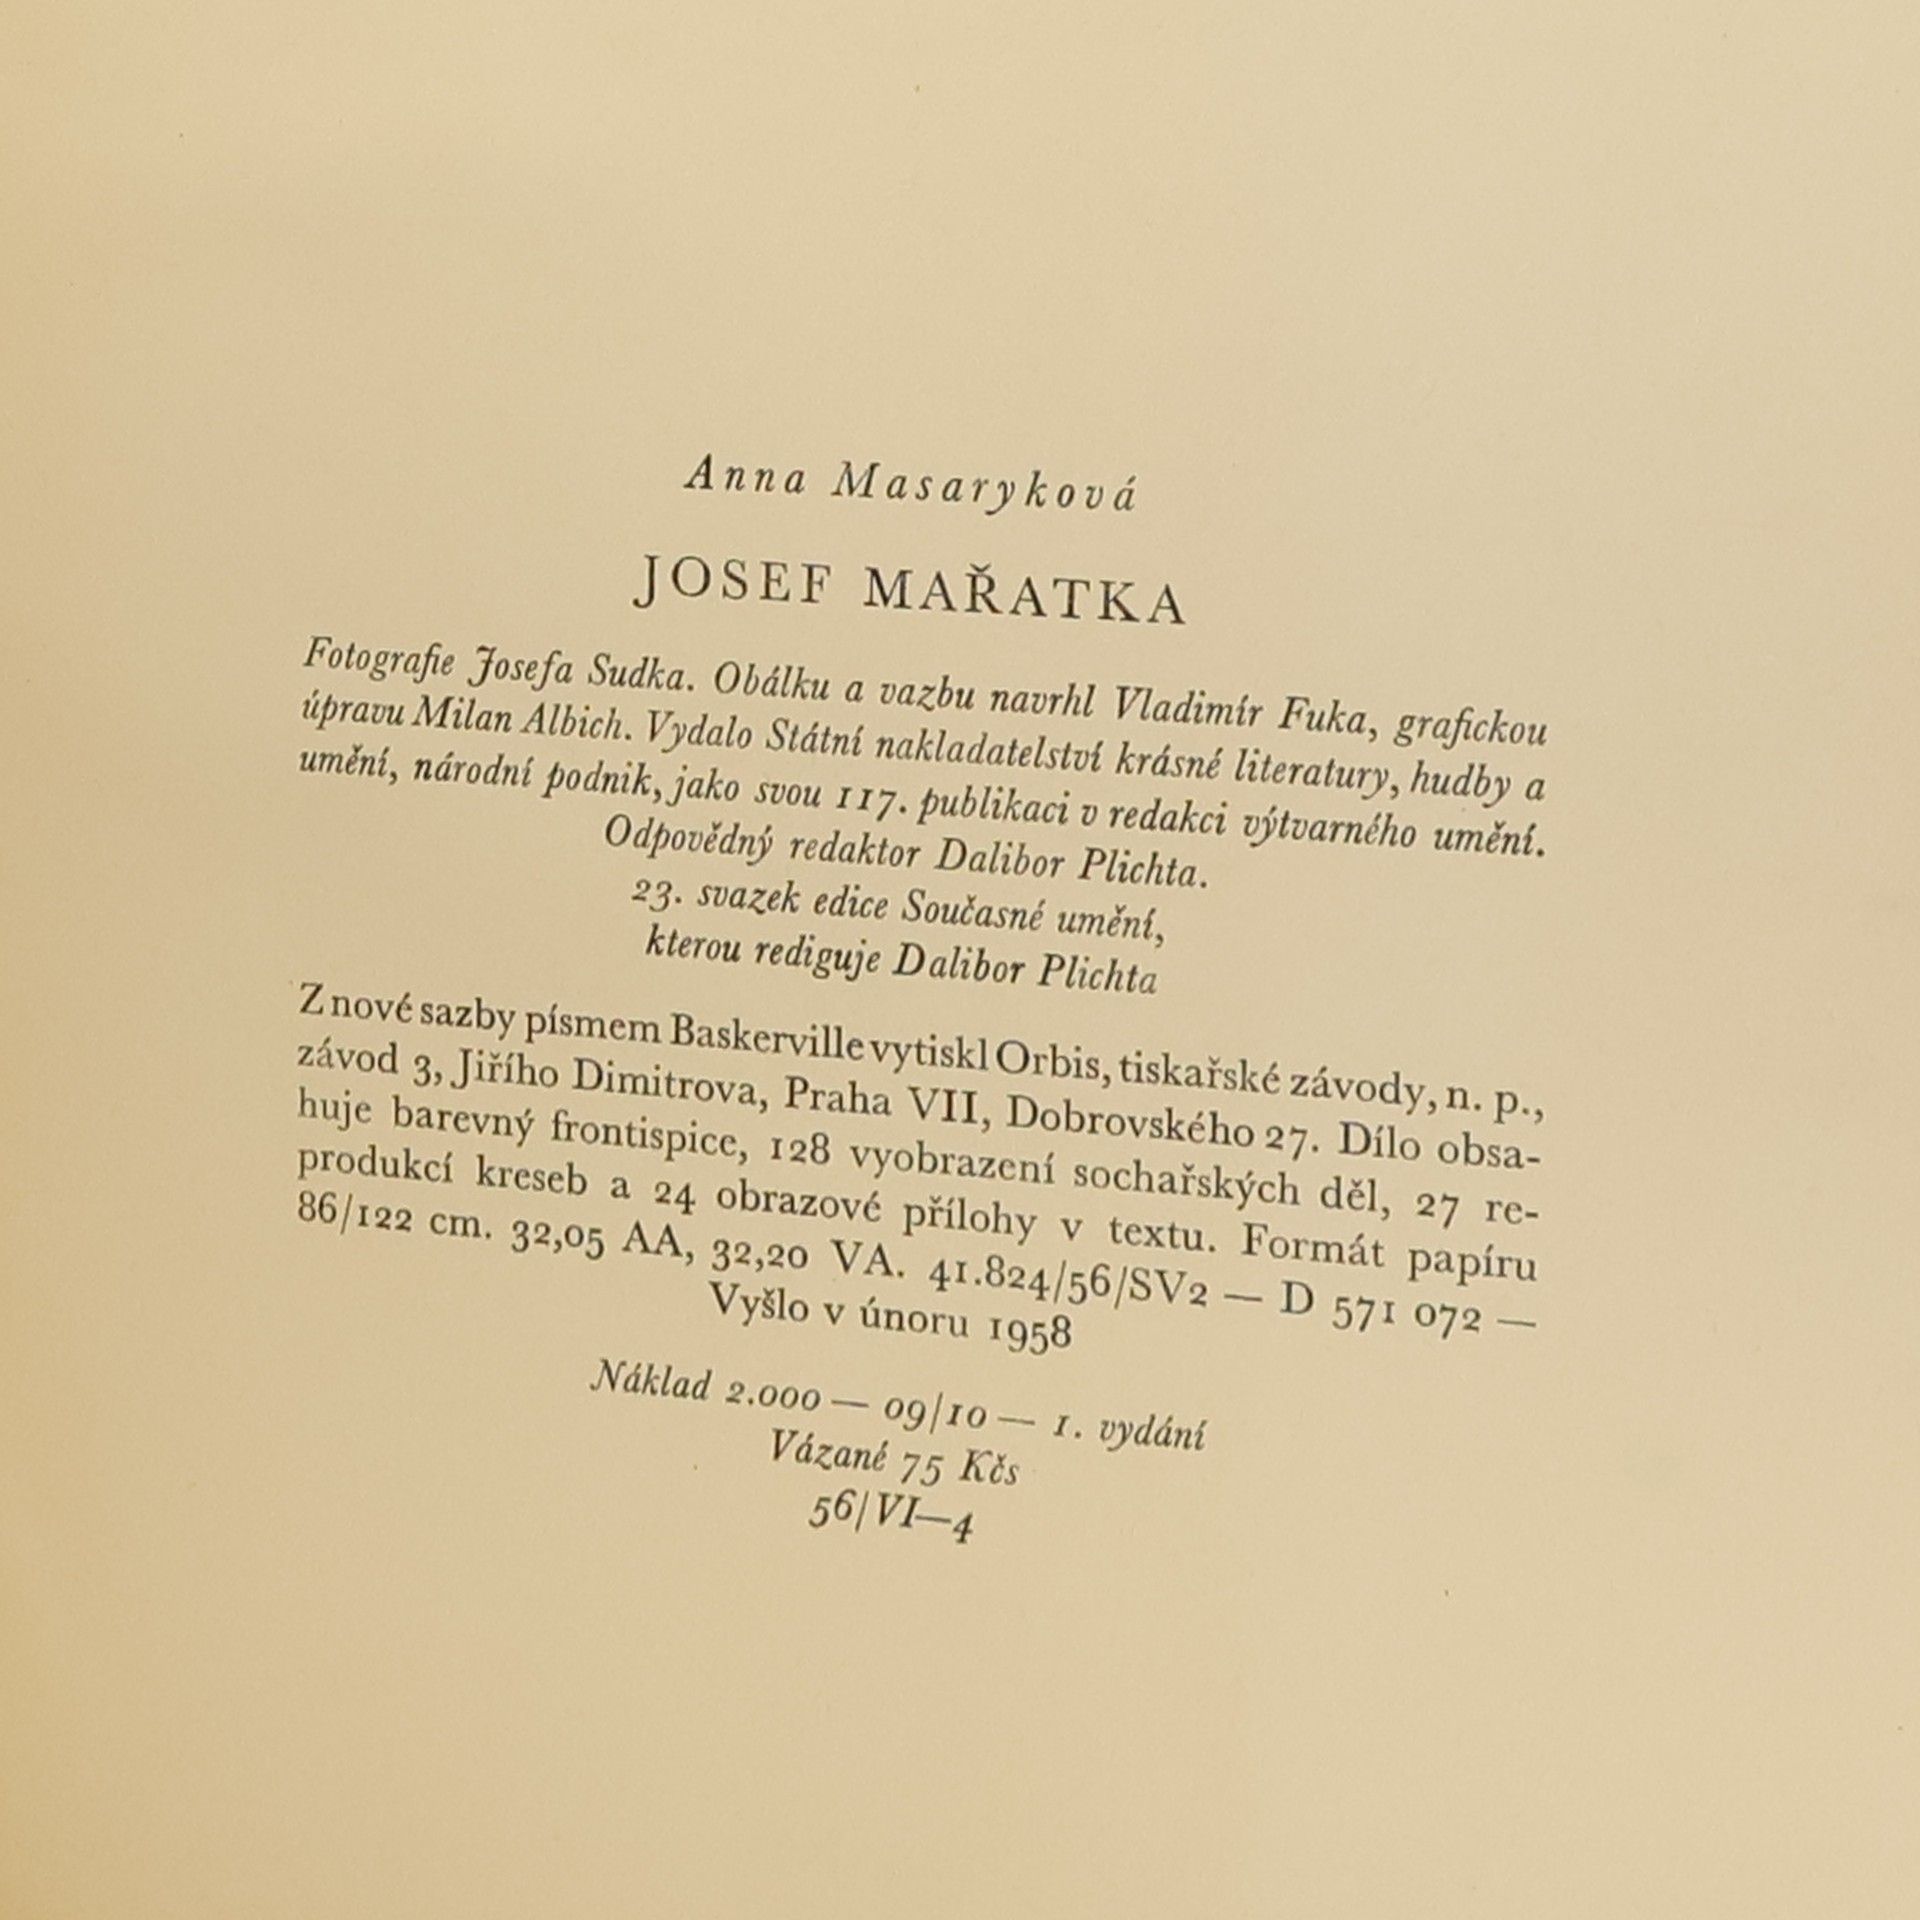 Anna Masaryková
JOSEF MAŘATKA
Fotografie Josefa Sudka. Obálku a vazbu navrhl Vladimír Fuka, grafickou
úpravu Milan Albich. Vydalo Státní nakladatelství krásné literatury, hudby a
umění, národní podnik, jako svou 117. publikaci v redakci výtvarného umění.
Odpovědný redaktor Dalibor Plichta.
23. svazek edice Současné umění,
kterou rediguje Dalibor Plichta
Z nové sazby písmem Baskerville vytiskl Orbis, tiskařské závody, n. p.,
závod 3, Jiřího Dimitrova, Praha VII, Dobrovského 27. Dílo obsa-
huje barevný frontispice, 128 vyobrazení sochařských děl, 27 re-
produkcí kreseb a 24 obrazové přílohy v textu. Formát papíru
86/122 cm. 32,05 AA, 32,20 VA. 41.824/56/SV2 — D 571 072 —
Vyšlo v únoru 1958
Náklad 2.000 — 09/10 — 1. vydání
Vázané 75 Kčs
56/VI—4